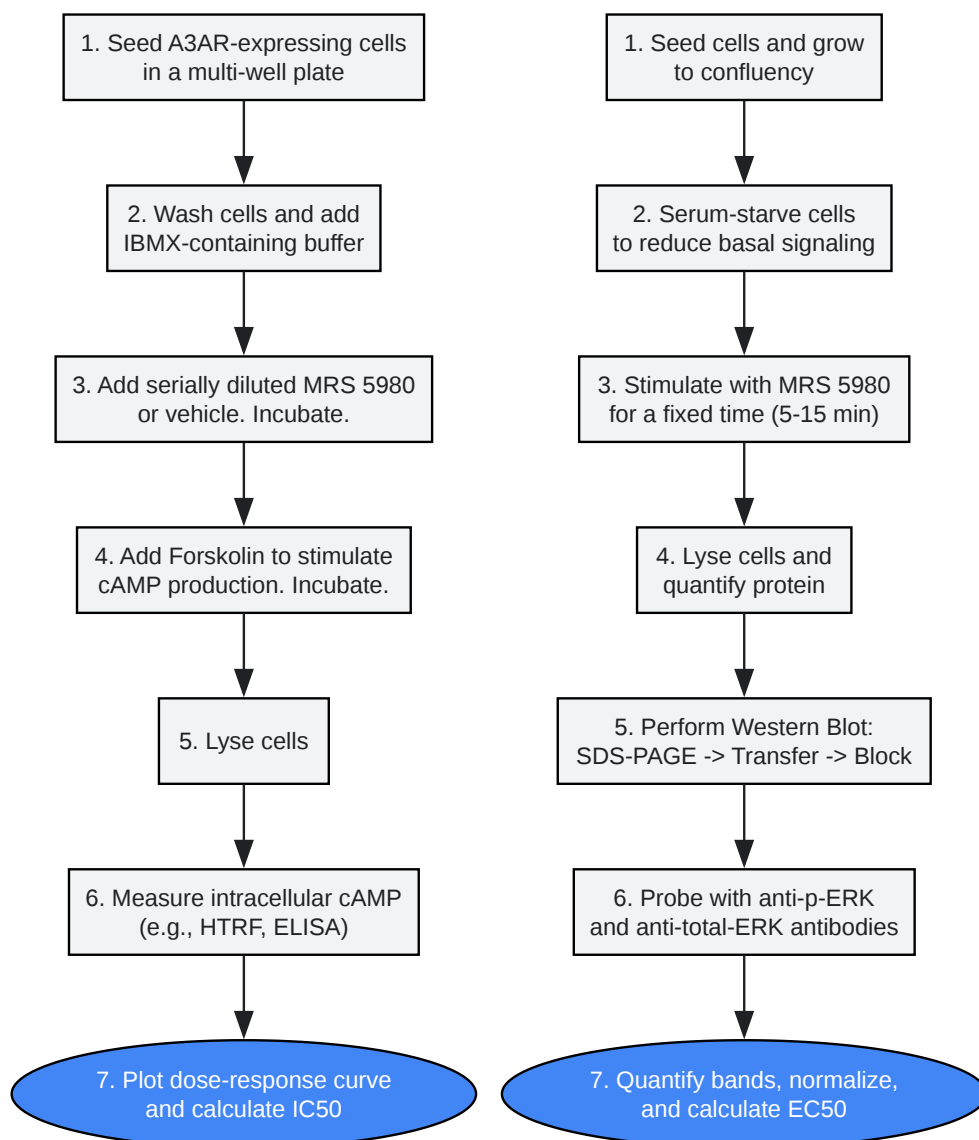 1. Seed A3AR-expressing cells
in a multi-well plate
2. Wash cells and add
IBMX-containing buffer
3. Add serially diluted MRS 5980
or vehicle. Incubate.
4. Add Forskolin to stimulate
cAMP production. Incubate.
5. Lyse cells
6. Measure intracellular cAMP
(e.g., HTRF, ELISA)
7. Plot dose-response curve
and calculate IC50
1. Seed cells and grow
to confluency
2. Serum-starve cells
to reduce basal signaling
3. Stimulate with MRS 5980
for a fixed time (5-15 min)
4. Lyse cells and
quantify protein
5. Perform Western Blot:
SDS-PAGE -> Transfer -> Block
6. Probe with anti-p-ERK
and anti-total-ERK antibodies
7. Quantify bands, normalize,
and calculate EC50